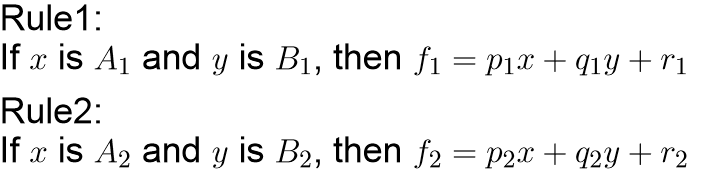 Rule1:
If x is A₁ and y is B₁, then f₁ = p₁x + q₁y + r₁
Rule2:
If x is A₂ and y is B₂, then f₂ = p₂x + q₂y + r₂